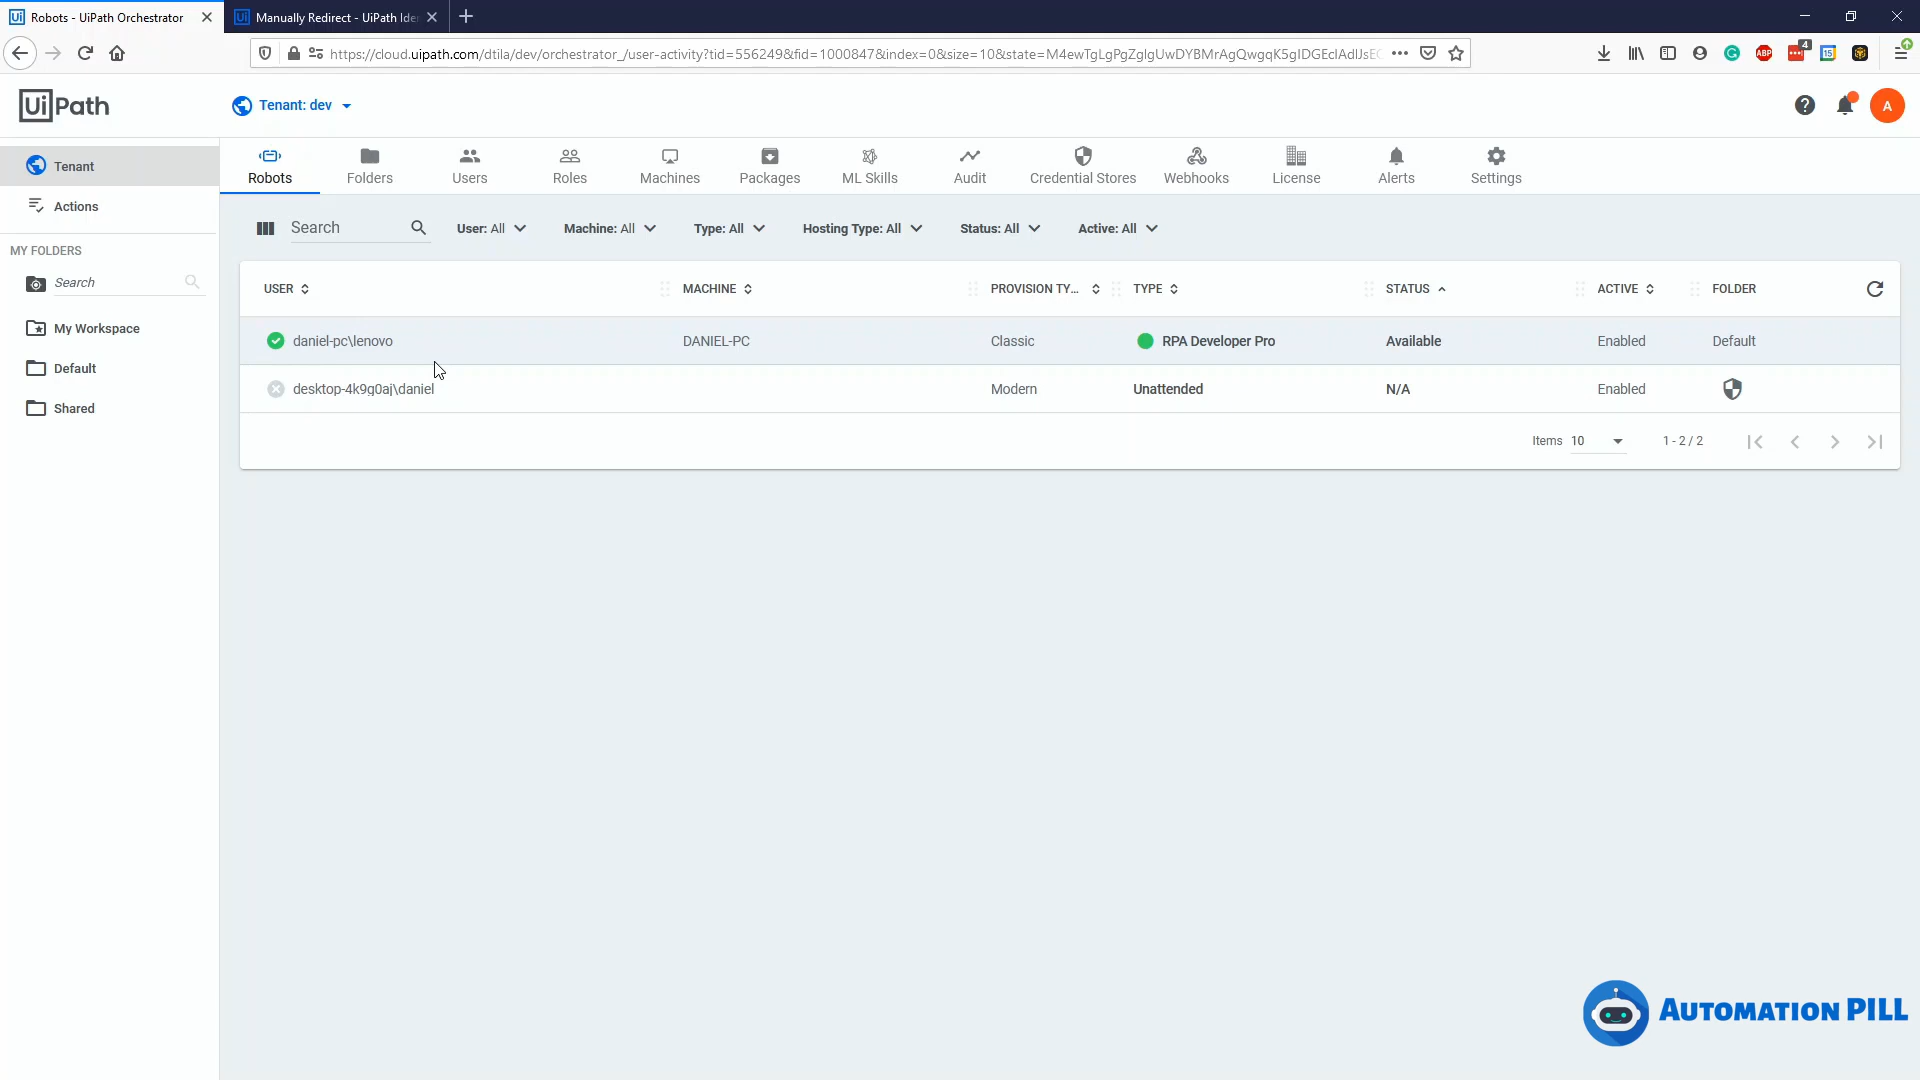 Robots - UiPath Orchestrator
Manually Redirect - UiPath Ide
https://cloud.uipath.com/dtila/dev/orchestrator_/user-activity?tid=556249&fid=1000847&index=0&size=10&state=
ABP
4
15
UiPath
Tenant: dev
A
Tenant
Actions
MY FOLDERS
Search
My Workspace
Default
Shared
Robots
Folders
Users
Roles
Machines
Packages
ML Skills
Audit
Credential Stores
Webhooks
License
Alerts
Settings
Search
User: All
Machine: All
Type: All
Hosting Type: All
Status: All
Active: All
USER MACHINE PROVISION TY... TYPE STATUS ACTIVE FOLDER
daniel-pc\lenovo DANIEL-PC Classic RPA Developer Pro Available Enabled Default
desktop-4k9g0aj\daniel Modern Unattended N/A Enabled
Items 10 1 - 2 / 2
AUTOMATION PILL